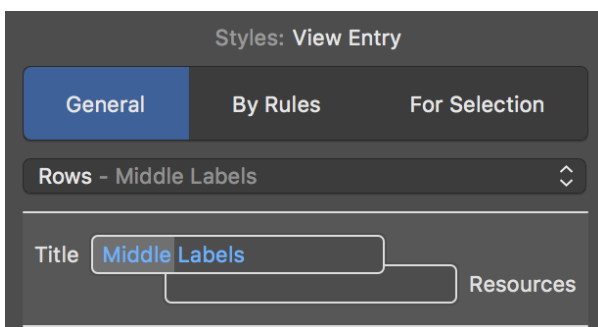 Styles: View Entry
General By Rules For Selection
Rows - Middle Labels
Title Middle Labels
Resources